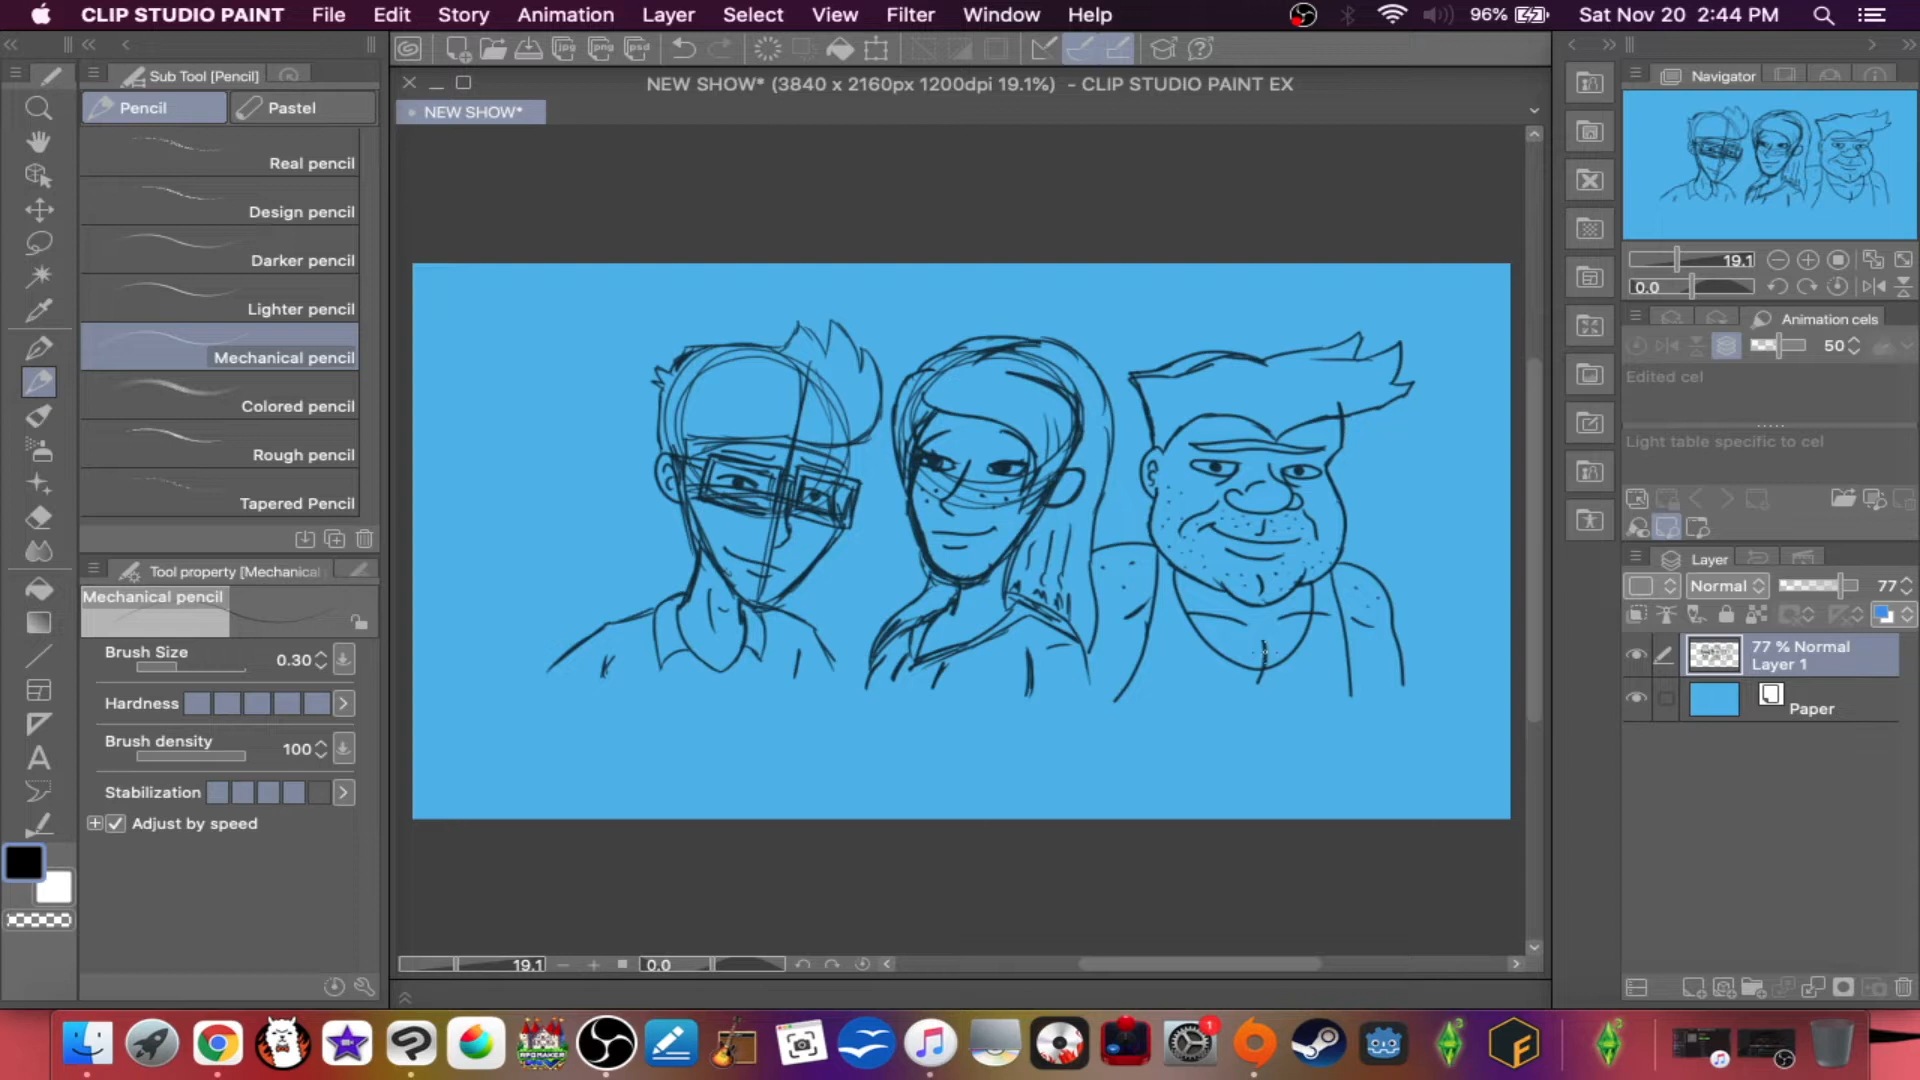 CLIP STUDIO PAINT File Edit Story Animation Layer Select View Filter Window Help 96% Sat Nov 20 2:44 PM
Sub Tool [Pencil]
Pencil Pastel
Real pencil
Design pencil
Darker pencil
Lighter pencil
Mechanical pencil
Colored pencil
Rough pencil
Tapered Pencil
Tool property [Mechanical
Mechanical pencil
Brush Size 0.30
Hardness
Brush density 100
Stabilization
Adjust by speed
jpg png psd
NEW SHOW* (3840 x 2160px 1200dpi 19.1%) - CLIP STUDIO PAINT EX
NEW SHOW*
19.1 0.0
Navigator
19.1
0.0
Animation cels
50
Edited cel
Light table specific to cel
Layer
Normal 77
77 % Normal
Layer 1
Paper
A
RPGMAKER
1
F